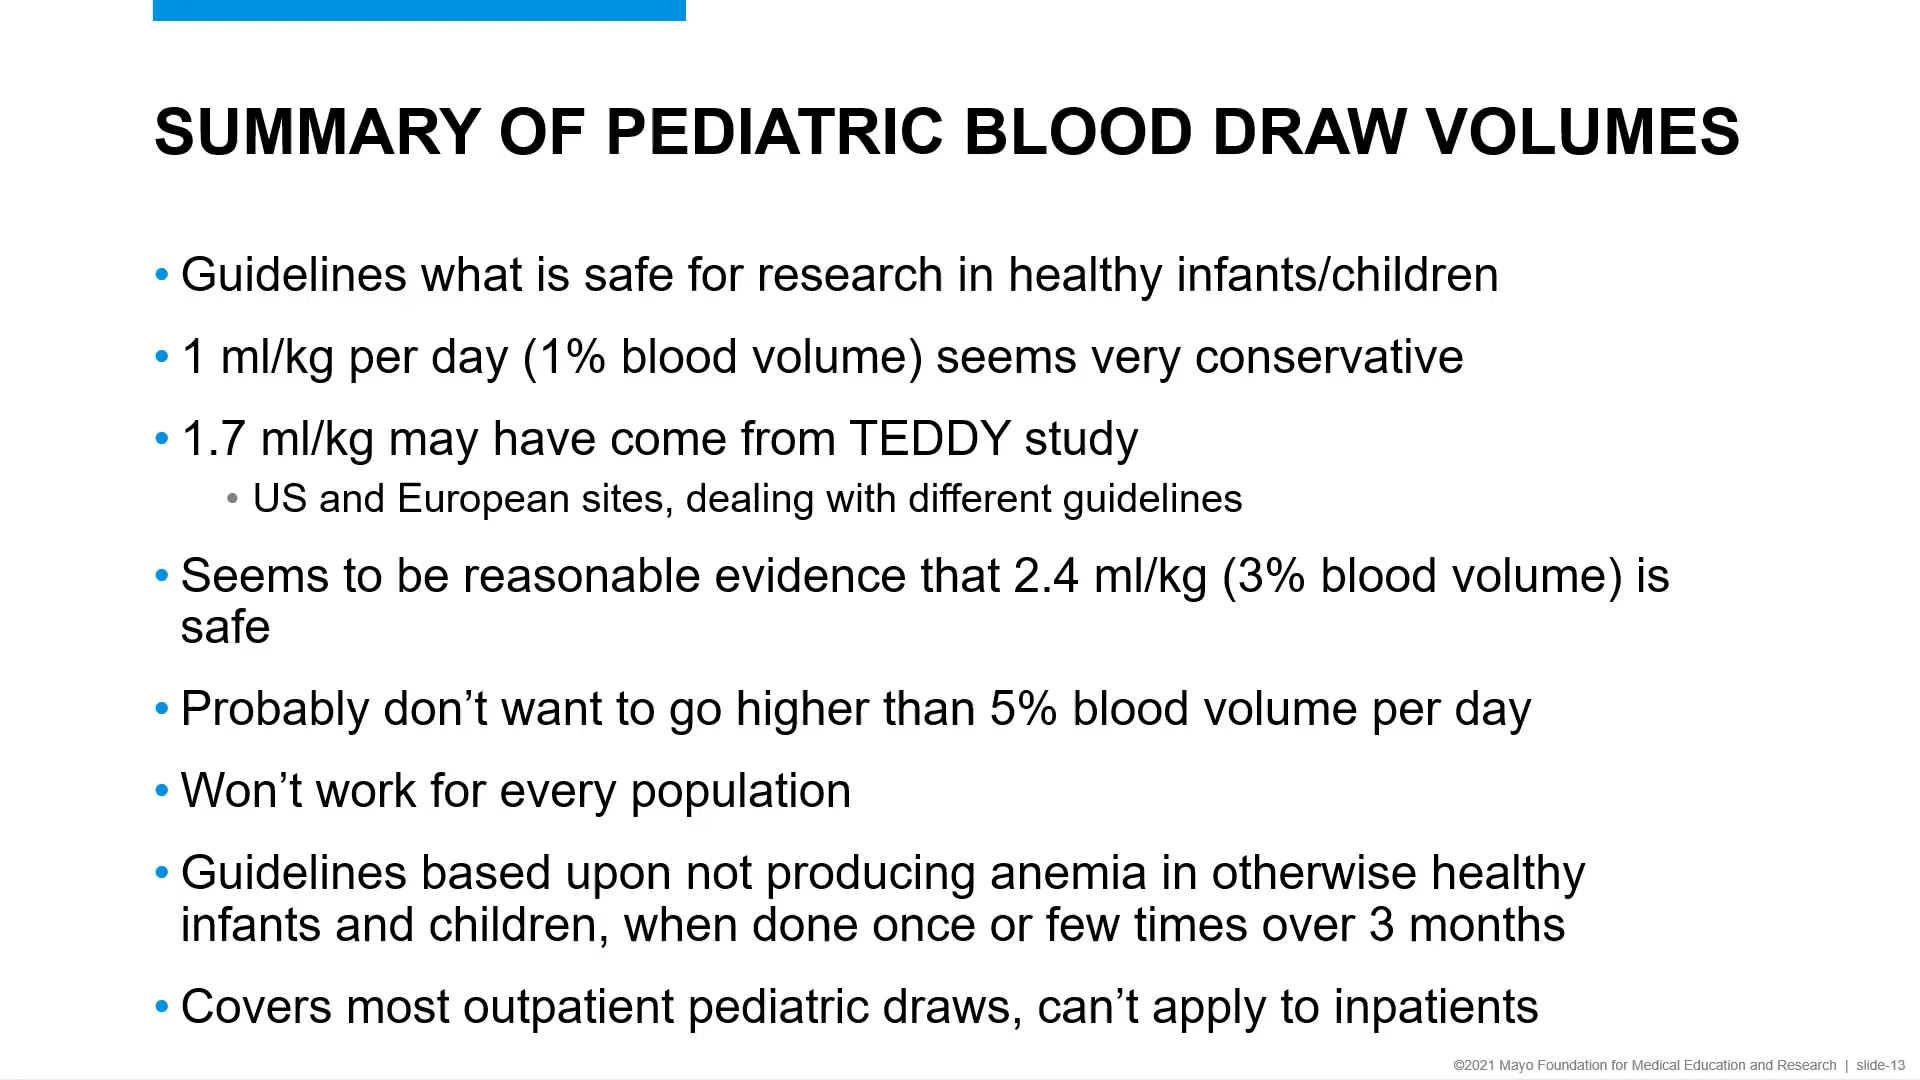 SUMMARY OF PEDIATRIC BLOOD DRAW VOLUMES
• Guidelines what is safe for research in healthy infants/children
• 1 ml/kg per day (1% blood volume) seems very conservative
• 1.7 ml/kg may have come from TEDDY study
• US and European sites, dealing with different guidelines
• Seems to be reasonable evidence that 2.4 ml/kg (3% blood volume) is
safe
• Probably don’t want to go higher than 5% blood volume per day
• Won’t work for every population
• Guidelines based upon not producing anemia in otherwise healthy
infants and children, when done once or few times over 3 months
• Covers most outpatient pediatric draws, can’t apply to inpatients
©2021 Mayo Foundation for Medical Education and Research | slide-13